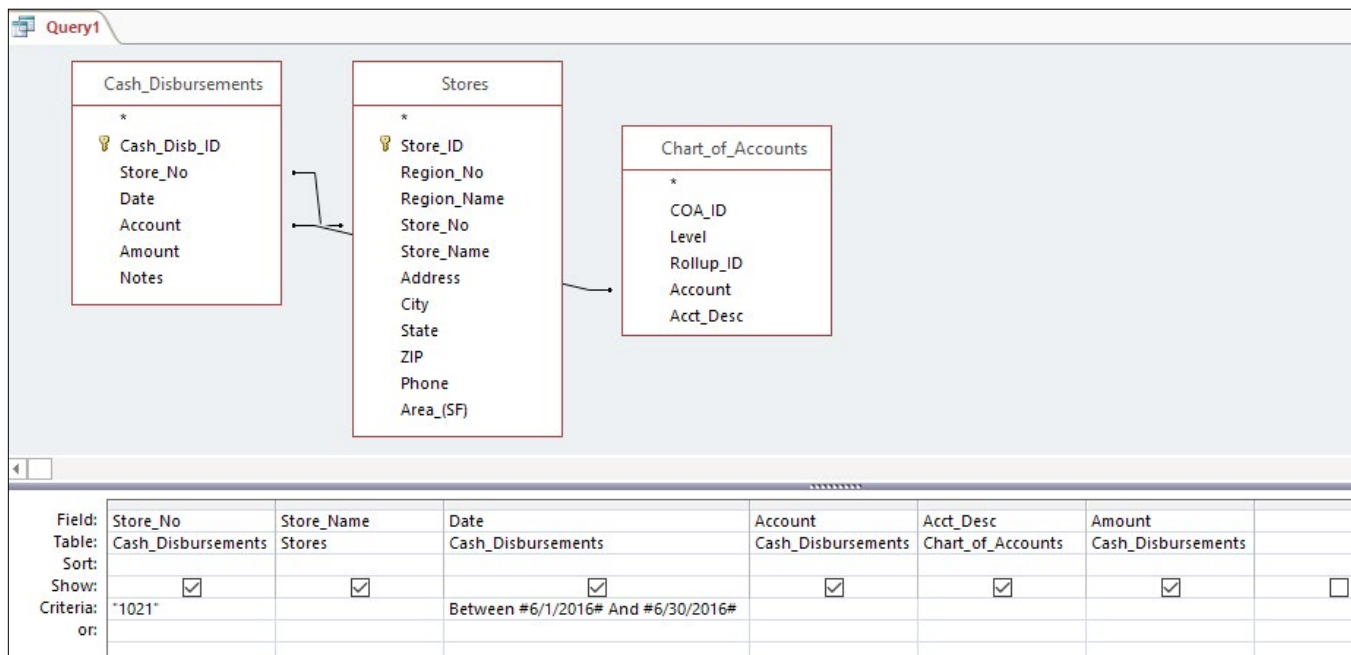 Query1
Cash_Disbursements
*
Cash_Disb_ID
Store_No
Date
Account
Amount
Notes
Stores
*
Store_ID
Region_No
Region_Name
Store_No
Store_Name
Address
City
State
ZIP
Phone
Area_(SF)
Chart_of_Accounts
*
COA_ID
Level
Rollup_ID
Account
Acct_Desc
Field: Store_No Store_Name Date Account Acct_Desc Amount
Table: Cash_Disbursements Stores Cash_Disbursements Cash_Disbursements Chart_of_Accounts Cash_Disbursements
Sort:
Show:
Criteria: "1021" Between #6/1/2016# And #6/30/2016#
or: